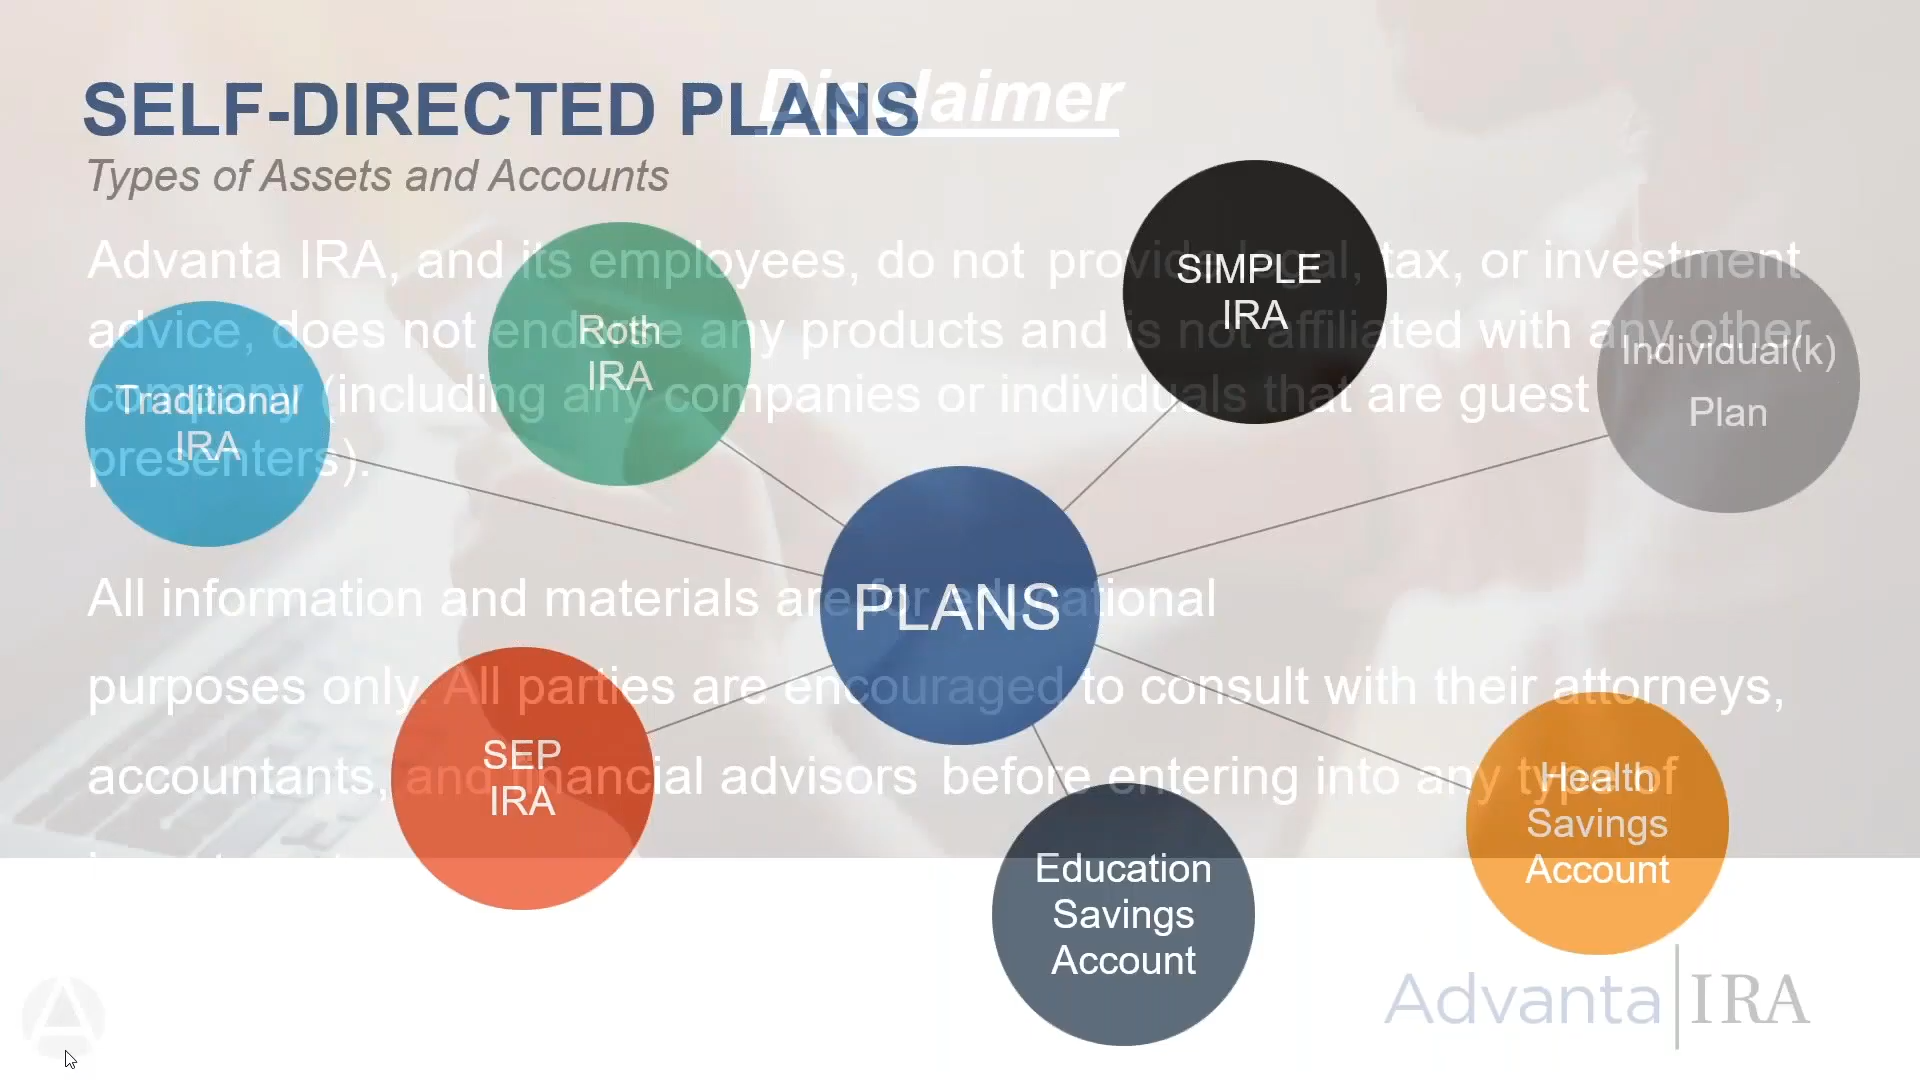 Disclaimer
SELF-DIRECTED PLANS
Types of Assets and Accounts
Advanta IRA, and its employees, do not provide legal, tax, or investment
advice, does not endorse any products and is not affiliated with any other
company (including any companies or individuals that are guest
presenters).
Traditional
IRA
Roth
IRA
SIMPLE
IRA
Individual(k)
Plan
PLANS
All information and materials are for educational
purposes only. All parties are encouraged to consult with their attorneys,
accountants, and financial advisors before entering into any type of
SEP
IRA
Education
Savings
Account
Health
Savings
Account
Advanta IRA